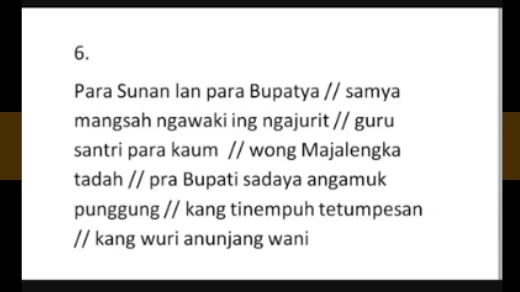 6.
Para Sunan lan para Bupatya // samya
mangsah ngawaki ing ngajurit // guru
santri para kaum // wong Majalengka
tadah // pra Bupati sadaya angamuk
punggung // kang tinempuh tetumpesan
// kang wuri anunjang wani